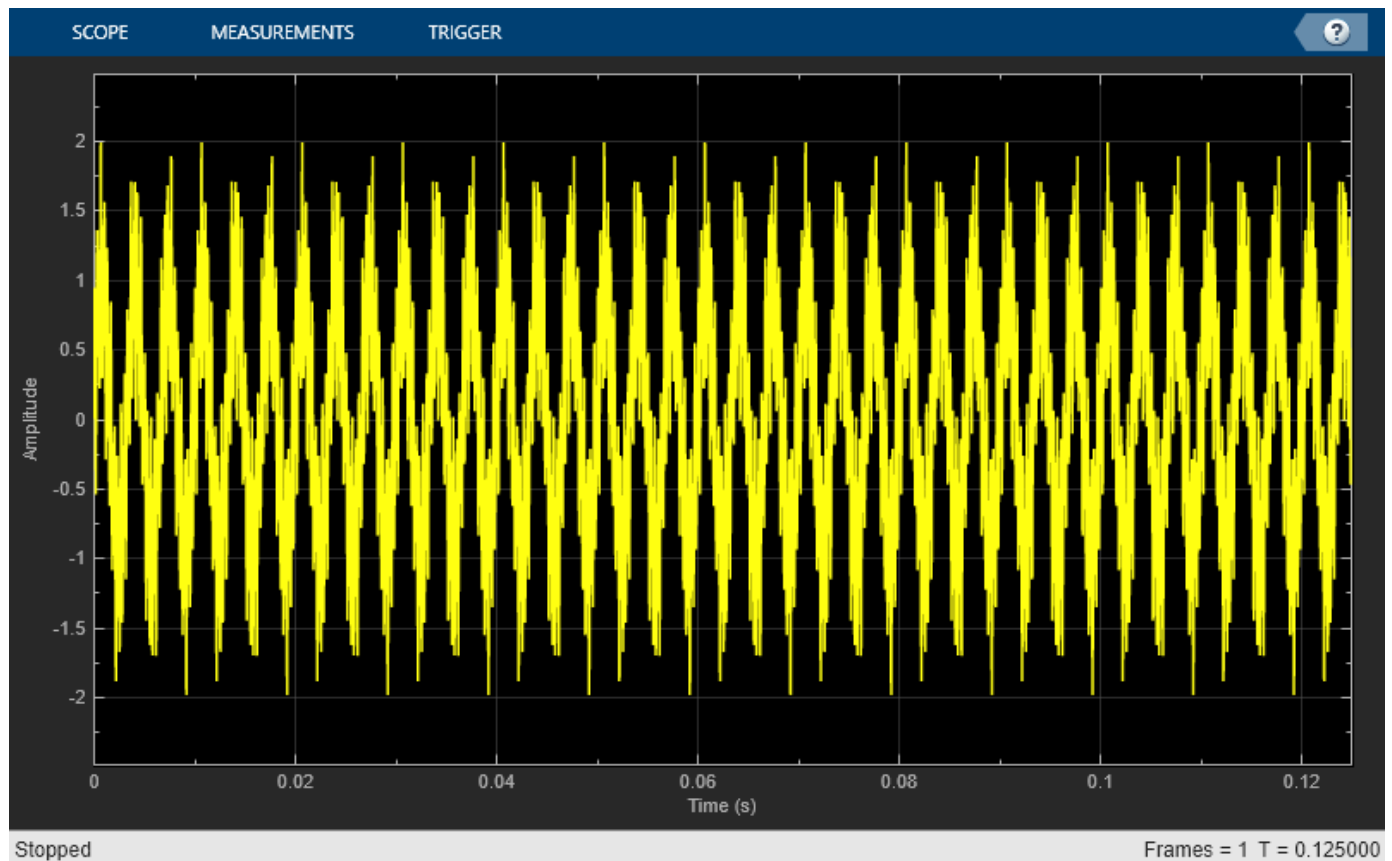 SCOPE MEASUREMENTS TRIGGER ?
2
1.5
1
0.5
0
-0.5
-1
-1.5
-2
Amplitude
0 0.02 0.04 0.06 0.08 0.1 0.12
Time (s)
Stopped Frames = 1 T = 0.125000